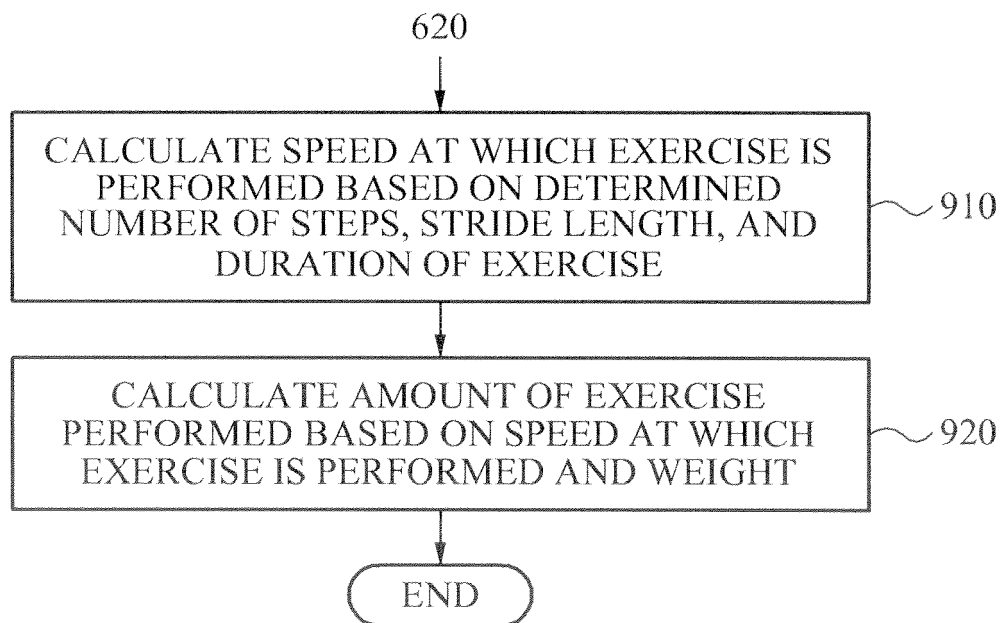 620
CALCULATE SPEED AT WHICH EXERCISE IS
PERFORMED BASED ON DETERMINED
NUMBER OF STEPS, STRIDE LENGTH, AND
DURATION OF EXERCISE
910
CALCULATE AMOUNT OF EXERCISE
PERFORMED BASED ON SPEED AT WHICH
EXERCISE IS PERFORMED AND WEIGHT
920
END